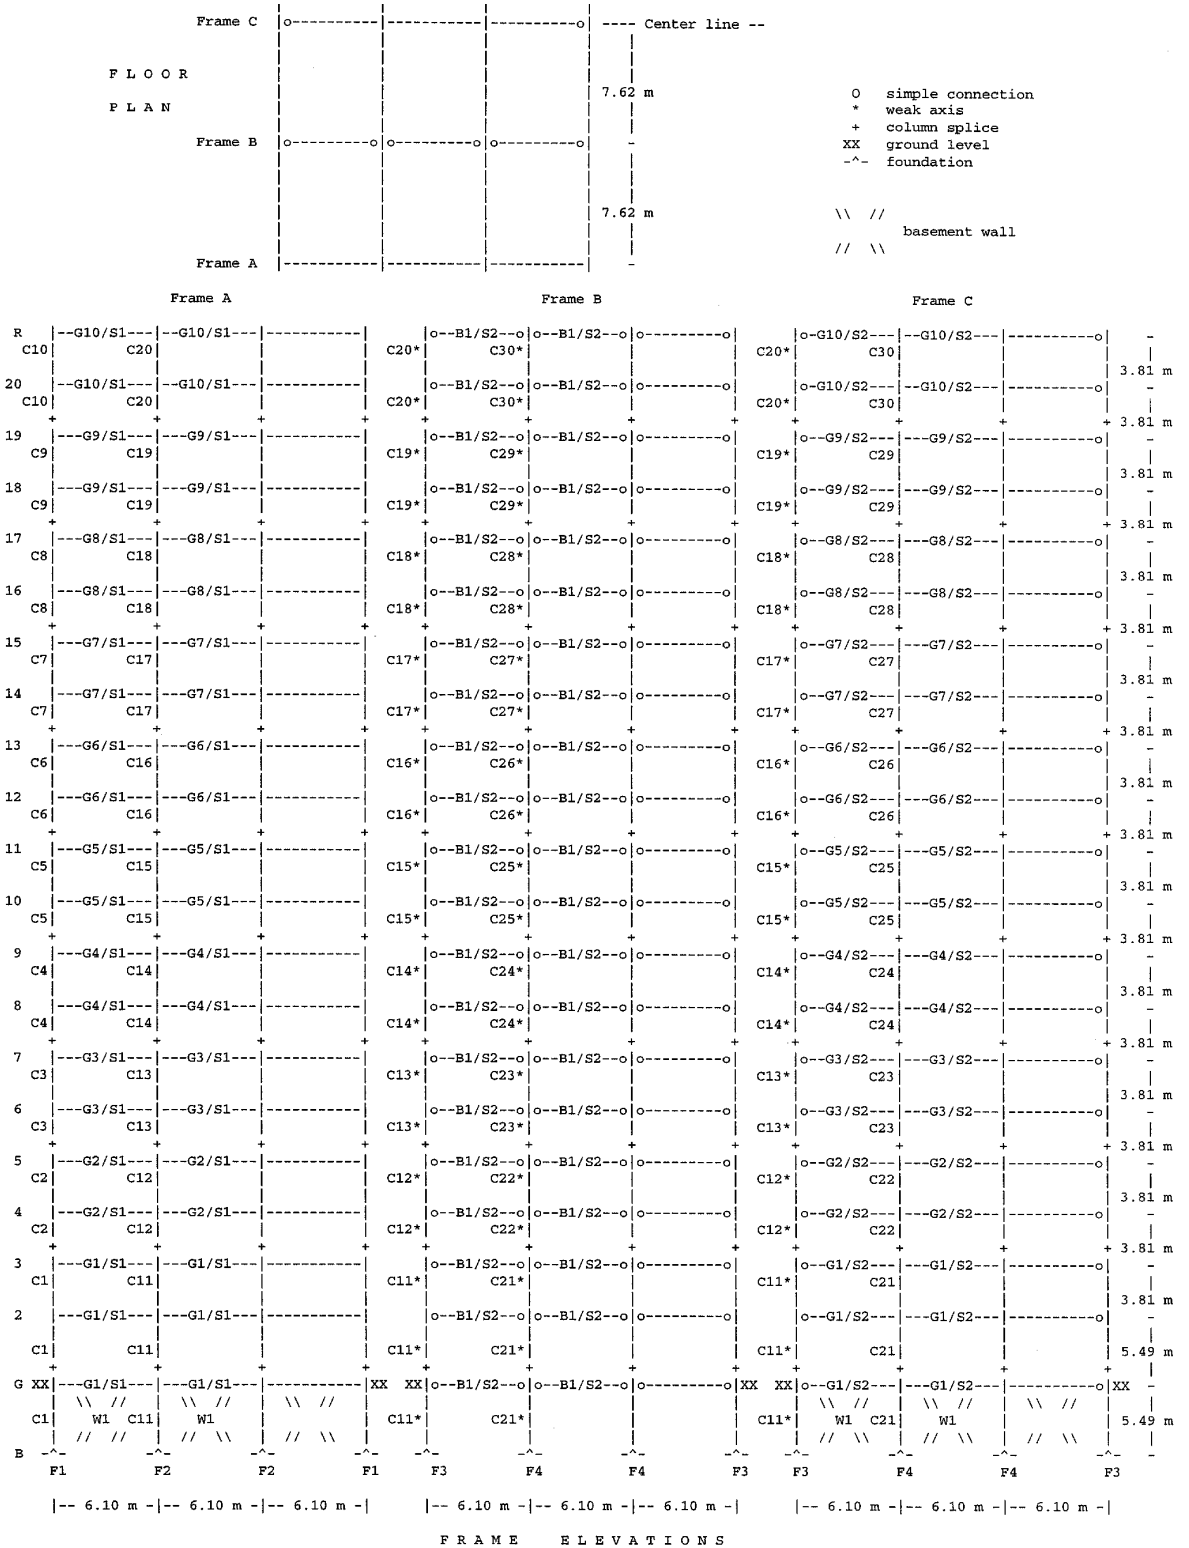 Frame C |o---------|----------|---------o| ---- Center line --
F L O O R
7.62 m
P L A N
O simple connection
* weak axis
+ column splice
Frame B |o--------o|o--------o|o--------o| -
XX ground level
-^- foundation
7.62 m
\\ //
basement wall
// \\
Frame A |----------|----------|----------| -
Frame A Frame B Frame C
R |--G10/S1---|--G10/S1---|-----------| |o--B1/S2--o|o--B1/S2--o|o---------o| |o-G10/S2---|--G10/S2---|----------o| -
C10 C20 C20* C30* C20* C30
3.81 m
20 |--G10/S1---|--G10/S1---|-----------| |o--B1/S2--o|o--B1/S2--o|o---------o| |o-G10/S2---|--G10/S2---|----------o| -
C10 C20 C20* C30* C20* C30
+ + + + + + + + + + + + 3.81 m
19 |---G9/S1---|---G9/S1---|-----------| |o--B1/S2--o|o--B1/S2--o|o---------o| |o--G9/S2---|---G9/S2---|----------o| -
C9 C19 C19* C29* C19* C29
3.81 m
18 |---G9/S1---|---G9/S1---|-----------| |o--B1/S2--o|o--B1/S2--o|o---------o| |o--G9/S2---|---G9/S2---|----------o| -
C9 C19 C19* C29* C19* C29
+ + + + + + + + + + + + 3.81 m
17 |---G8/S1---|---G8/S1---|-----------| |o--B1/S2--o|o--B1/S2--o|o---------o| |o--G8/S2---|---G8/S2---|----------o| -
C8 C18 C18* C28* C18* C28
3.81 m
16 |---G8/S1---|---G8/S1---|-----------| |o--B1/S2--o|o--B1/S2--o|o---------o| |o--G8/S2---|---G8/S2---|----------o| -
C8 C18 C18* C28* C18* C28
+ + + + + + + + + + + + 3.81 m
15 |---G7/S1---|---G7/S1---|-----------| |o--B1/S2--o|o--B1/S2--o|o---------o| |o--G7/S2---|---G7/S2---|----------o| -
C7 C17 C17* C27* C17* C27
3.81 m
14 |---G7/S1---|---G7/S1---|-----------| |o--B1/S2--o|o--B1/S2--o|o---------o| |o--G7/S2---|---G7/S2---|----------o| -
C7 C17 C17* C27* C17* C27
+ + + + + + + + + + + + 3.81 m
13 |---G6/S1---|---G6/S1---|-----------| |o--B1/S2--o|o--B1/S2--o|o---------o| |o--G6/S2---|---G6/S2---|----------o| -
C6 C16 C16* C26* C16* C26
3.81 m
12 |---G6/S1---|---G6/S1---|-----------| |o--B1/S2--o|o--B1/S2--o|o---------o| |o--G6/S2---|---G6/S2---|----------o| -
C6 C16 C16* C26* C16* C26
+ + + + + + + + + + + + 3.81 m
11 |---G5/S1---|---G5/S1---|-----------| |o--B1/S2--o|o--B1/S2--o|o---------o| |o--G5/S2---|---G5/S2---|----------o| -
C5 C15 C15* C25* C15* C25
3.81 m
10 |---G5/S1---|---G5/S1---|-----------| |o--B1/S2--o|o--B1/S2--o|o---------o| |o--G5/S2---|---G5/S2---|----------o| -
C5 C15 C15* C25* C15* C25
+ + + + + + + + + + + + 3.81 m
9 |---G4/S1---|---G4/S1---|-----------| |o--B1/S2--o|o--B1/S2--o|o---------o| |o--G4/S2---|---G4/S2---|----------o| -
C4 C14 C14* C24* C14* C24
3.81 m
8 |---G4/S1---|---G4/S1---|-----------| |o--B1/S2--o|o--B1/S2--o|o---------o| |o--G4/S2---|---G4/S2---|----------o| -
C4 C14 C14* C24* C14* C24
+ + + + + + + + + + + + 3.81 m
7 |---G3/S1---|---G3/S1---|-----------| |o--B1/S2--o|o--B1/S2--o|o---------o| |o--G3/S2---|---G3/S2---|----------o| -
C3 C13 C13* C23* C13* C23
3.81 m
6 |---G3/S1---|---G3/S1---|-----------| |o--B1/S2--o|o--B1/S2--o|o---------o| |o--G3/S2---|---G3/S2---|----------o| -
C3 C13 C13* C23* C13* C23
+ + + + + + + + + + + + 3.81 m
5 |---G2/S1---|---G2/S1---|-----------| |o--B1/S2--o|o--B1/S2--o|o---------o| |o--G2/S2---|---G2/S2---|----------o| -
C2 C12 C12* C22* C12* C22
3.81 m
4 |---G2/S1---|---G2/S1---|-----------| |o--B1/S2--o|o--B1/S2--o|o---------o| |o--G2/S2---|---G2/S2---|----------o| -
C2 C12 C12* C22* C12* C22
+ + + + + + + + + + + + 3.81 m
3 |---G1/S1---|---G1/S1---|-----------| |o--B1/S2--o|o--B1/S2--o|o---------o| |o--G1/S2---|---G1/S2---|----------o| -
C1 C11 C11* C21* C11* C21
3.81 m
2 |---G1/S1---|---G1/S1---|-----------| |o--B1/S2--o|o--B1/S2--o|o---------o| |o--G1/S2---|---G1/S2---|----------o| -
C1 C11 C11* C21* C11* C21 5.49 m
+ + + + + + + + + + + +
G XX|---G1/S1---|---G1/S1---|-----------|XX XX|o--B1/S2--o|o--B1/S2--o|o---------o|XX XX|o--G1/S2---|---G1/S2---|----------o|XX -
\\ // \\ // \\ // \\ // \\ // \\ //
C1 W1 C11 W1 C11* C21* C11* W1 C21 W1 5.49 m
// // // \\ // \\ // \\ // \\ // \\
B -^- -^- -^- -^- -^- -^- -^- -^- -^- -^- -^- -^- -
F1 F2 F2 F1 F3 F4 F4 F3 F3 F4 F4 F3
|-- 6.10 m -|-- 6.10 m -|-- 6.10 m -| |-- 6.10 m -|-- 6.10 m -|-- 6.10 m -| |-- 6.10 m -|-- 6.10 m -|-- 6.10 m -|
F R A M E E L E V A T I O N S